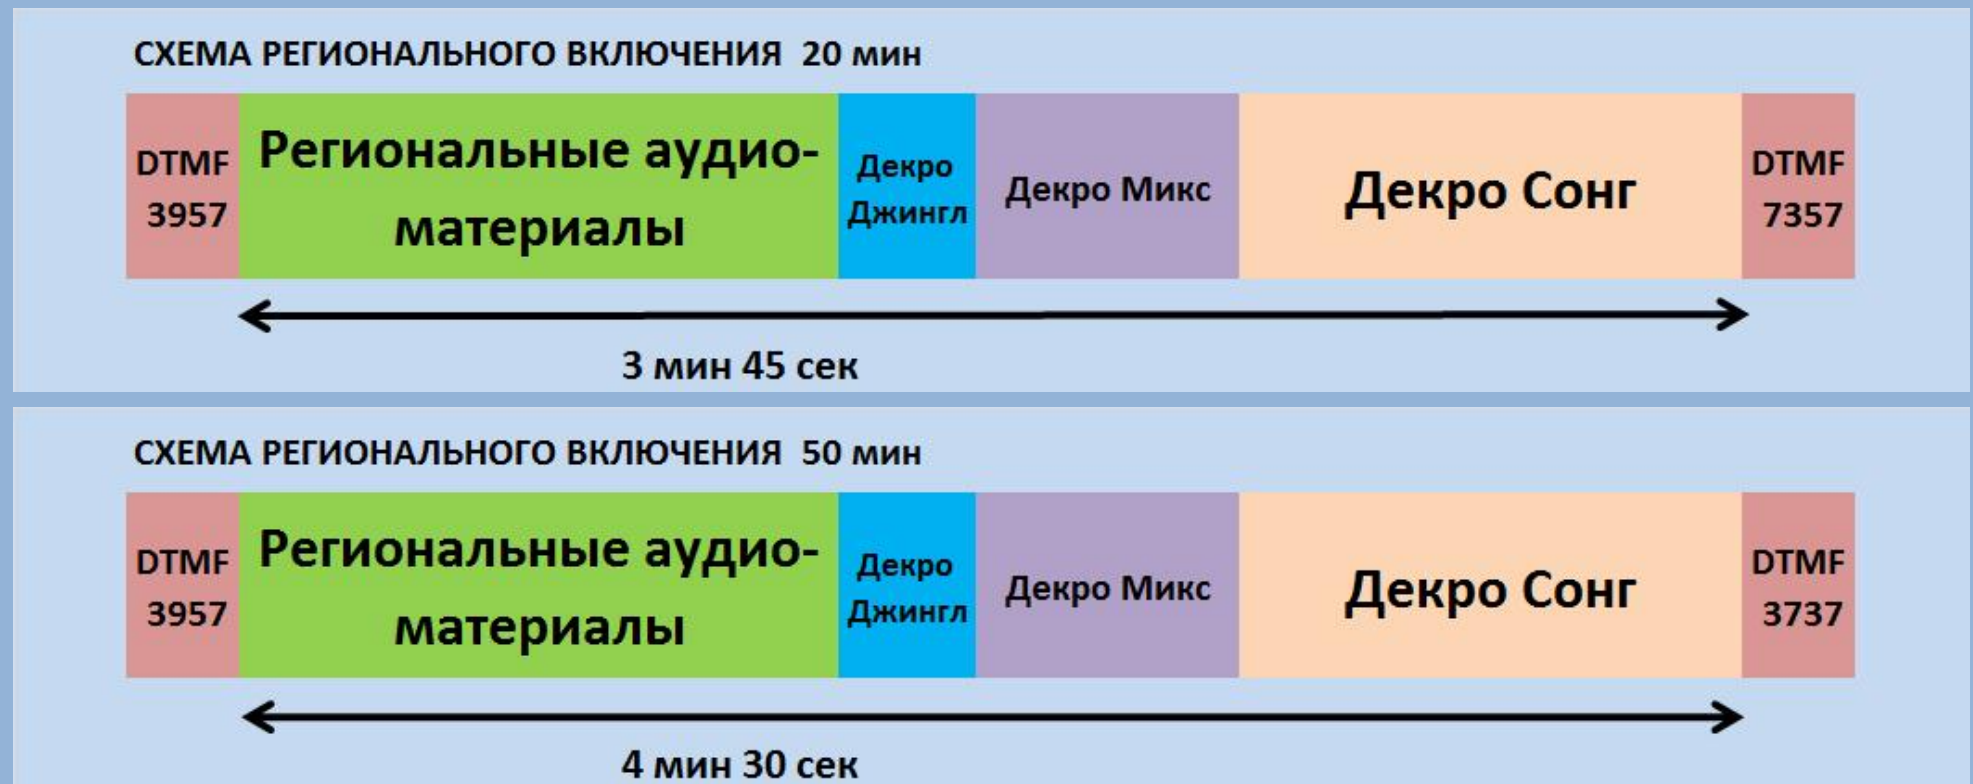 СХЕМА РЕГИОНАЛЬНОГО ВКЛЮЧЕНИЯ 20 мин
DTMF
3957
Региональные аудио-
материалы
Декро
Джингл
Декро Микс
Декро Сонг
DTMF
7357
3 мин 45 сек
СХЕМА РЕГИОНАЛЬНОГО ВКЛЮЧЕНИЯ 50 мин
DTMF
3957
Региональные аудио-
материалы
Декро
Джингл
Декро Микс
Декро Сонг
DTMF
3737
4 мин 30 сек